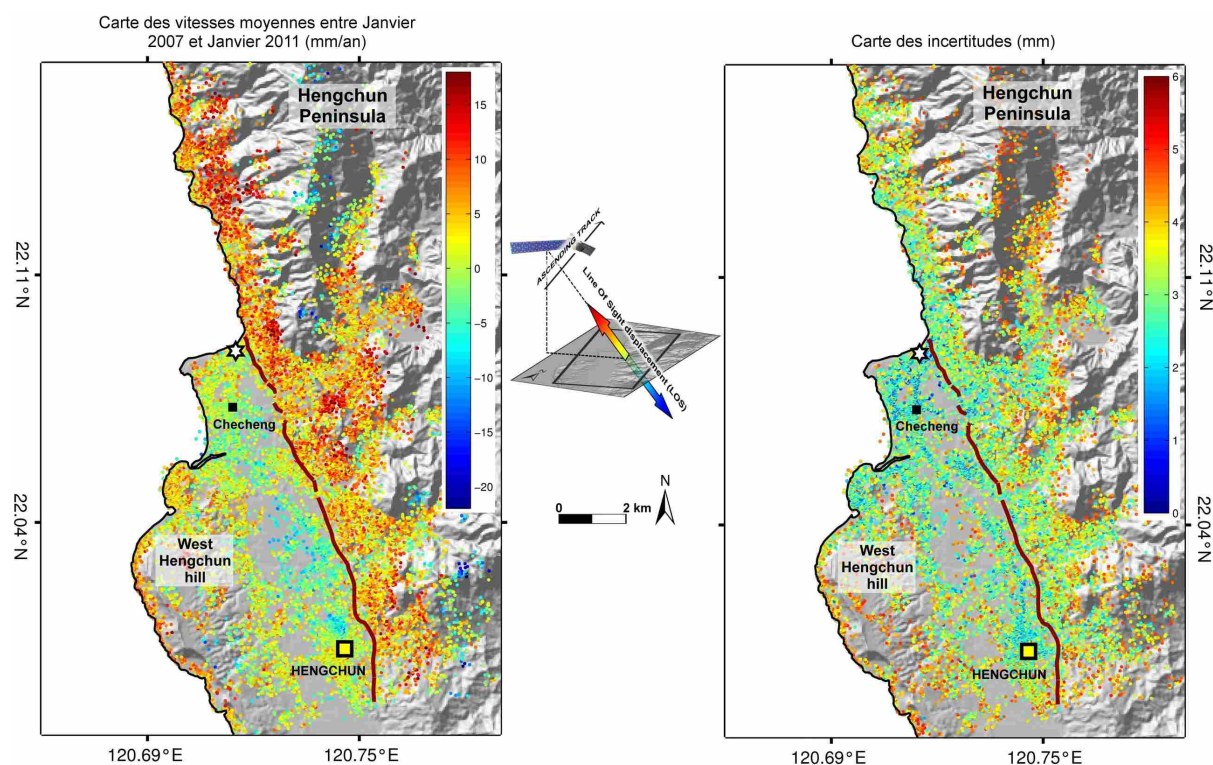 Carte des vitesses moyennes entre Janvier
2007 et Janvier 2011 (mm/an)
Hengchun
Peninsula
15
10
5
0
−5
−10
−15
−20
22.11°N
22.04°N
Checheng
West
Hengchun
hill
HENGCHUN
120.69°E
120.75°E
ASCENDING TRACK
Line Of Sight displacement (LOS)
N
0
2 km
Carte des incertitudes (mm)
Hengchun
Peninsula
6
5
4
3
2
1
0
22.11°N
22.04°N
Checheng
West
Hengchun
hill
HENGCHUN
120.69°E
120.75°E